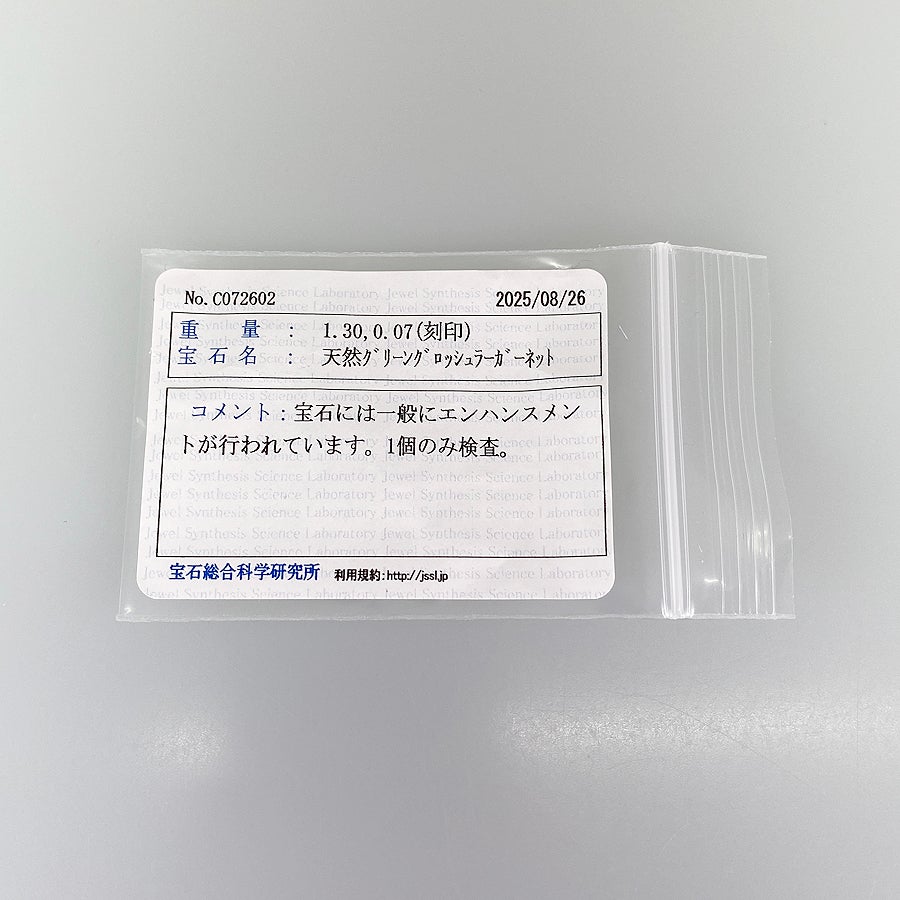 No. C072602 2025/08/26
重量 : 1.30,0.07(刻印)
宝石名 : 天然ｸﾞﾘｰﾝｸﾞﾛｯｼｭﾗｰｶﾞｰﾈｯﾄ
コメント:宝石には一般にエンハンスメン
トが行われています。1個のみ検査。
宝石総合科学研究所 利用規約:http://jssl.jp
Jewel Synthesis Science Laboratory